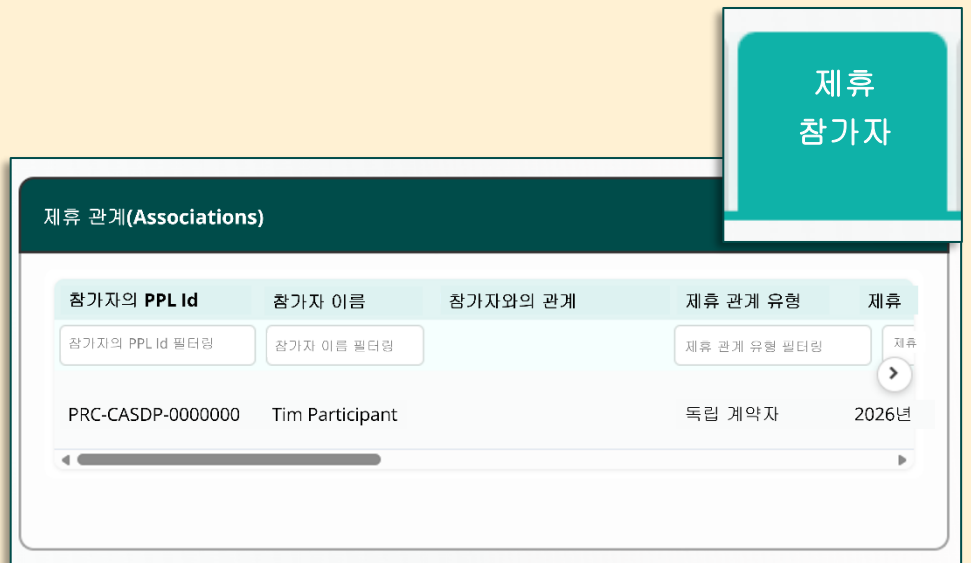 제휴
참가자
제휴 관계(Associations)
참가자의 PPL Id 참가자 이름 참가자와의 관계 제휴 관계 유형 제휴
참가자의 PPL Id 필터링 참가자 이름 필터링 제휴 관계 유형 필터링 제휴
PRC-CASDP-0000000 Tim Participant 독립 계약자 2026년